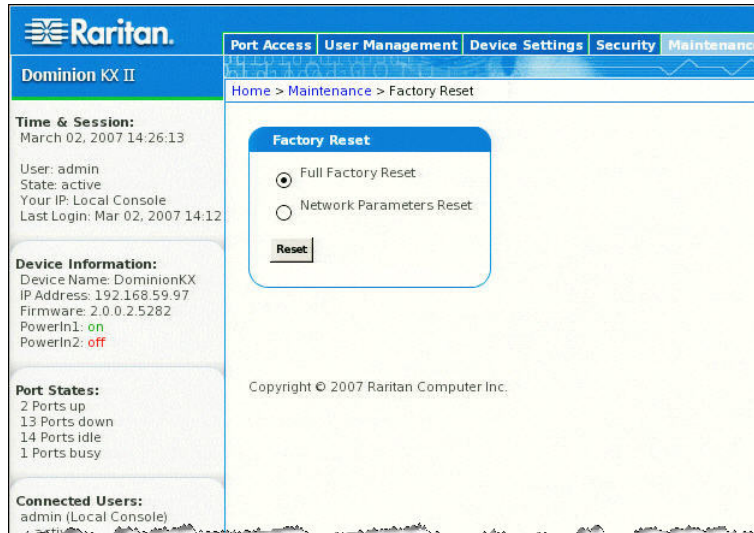 Raritan.
Port Access User Management Device Settings Security Maintenance
Dominion KX II
Home > Maintenance > Factory Reset
Time & Session:
March 02, 2007 14:26:13
User: admin
State: active
Your IP: Local Console
Last Login: Mar 02, 2007 14:12
Device Information:
Device Name: DominionKX
IP Address: 192.168.59.97
Firmware: 2.0.0.2.5282
PowerIn1: on
PowerIn2: off
Port States:
2 Ports up
13 Ports down
14 Ports idle
1 Ports busy
Connected Users:
admin (Local Console)
Factory Reset
Full Factory Reset
Network Parameters Reset
Reset
Copyright © 2007 Raritan Computer Inc.